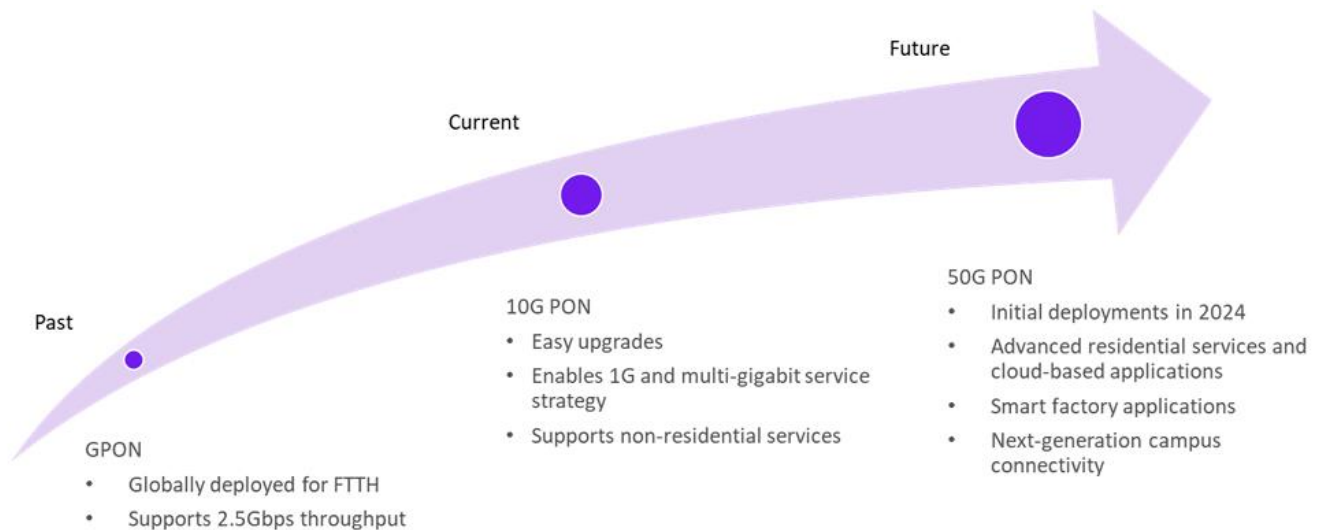 Past
GPON
• Globally deployed for FTTH
• Supports 2.5Gbps throughput
Current
10G PON
• Easy upgrades
• Enables 1G and multi-gigabit service
strategy
• Supports non-residential services
Future
50G PON
• Initial deployments in 2024
• Advanced residential services and
cloud-based applications
• Smart factory applications
• Next-generation campus
connectivity